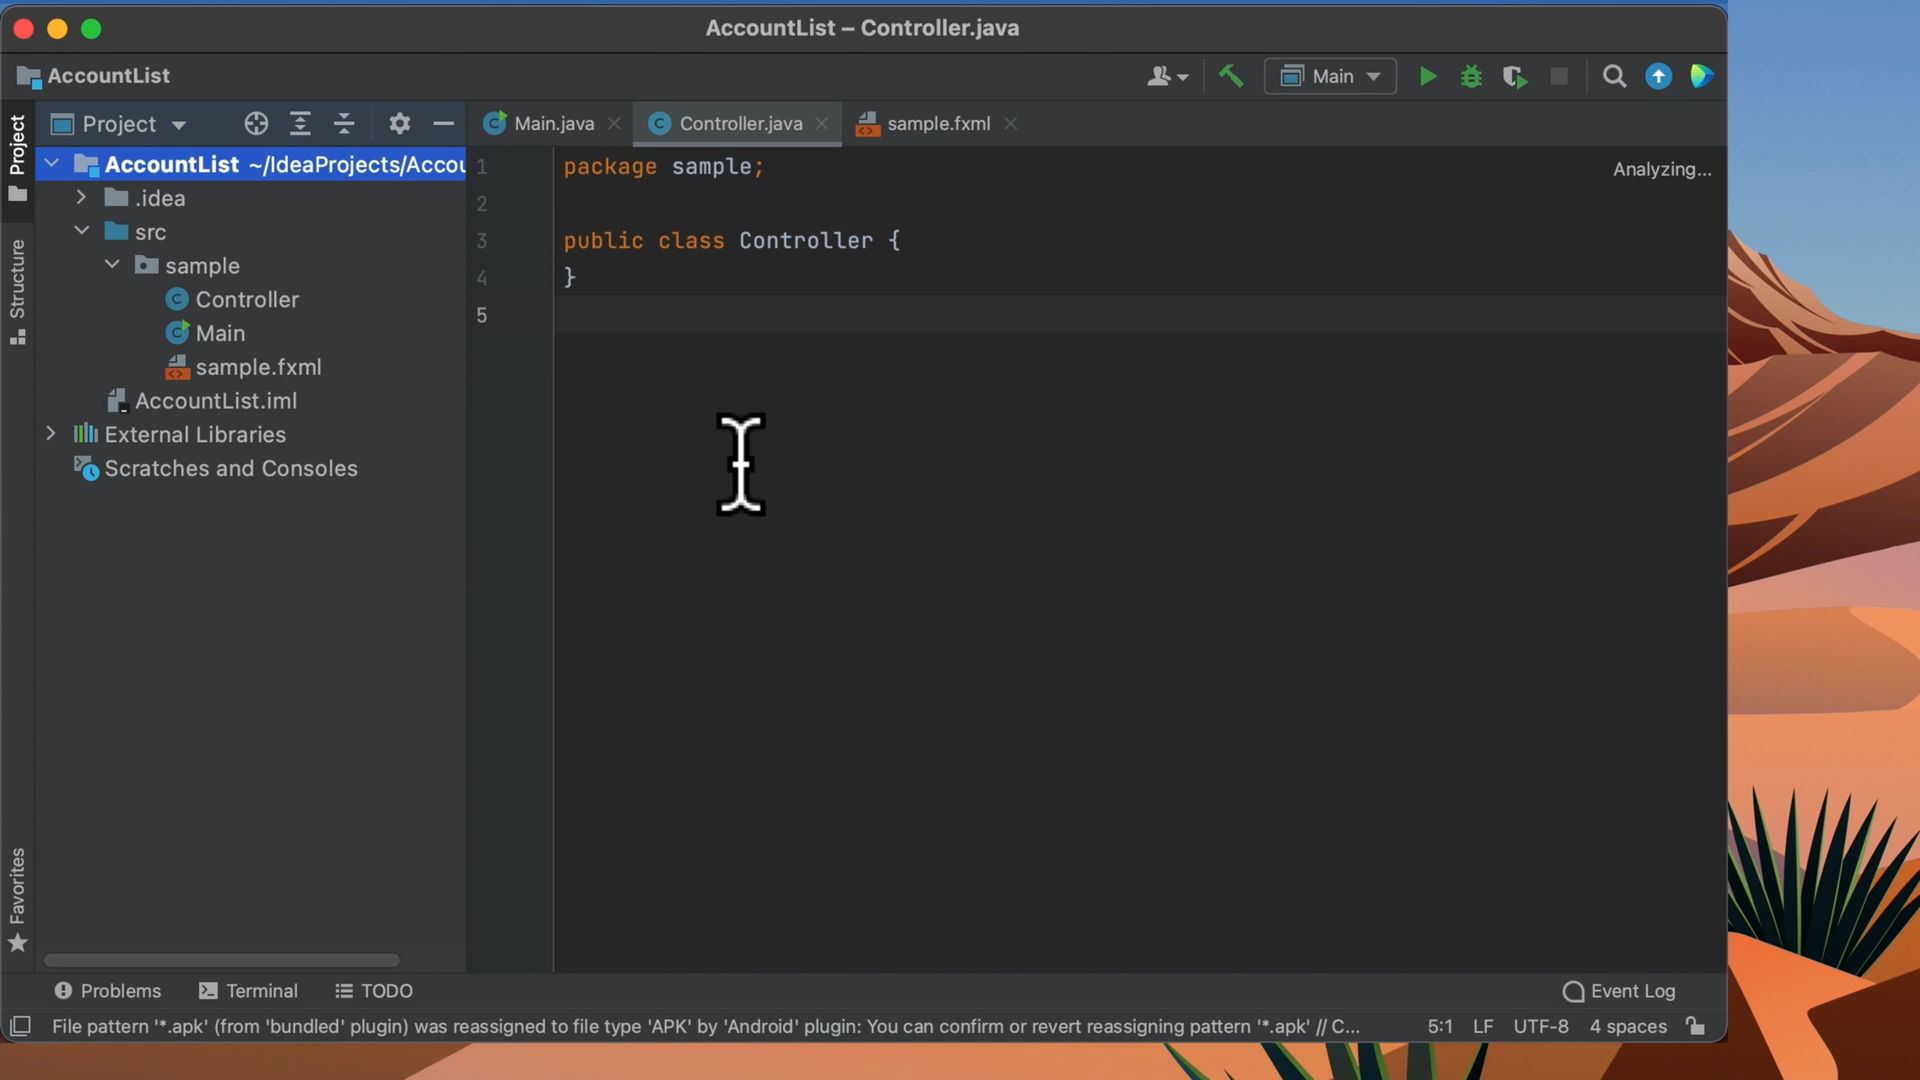 AccountList – Controller.java
AccountList
Main
Project
Project
Main.java
Controller.java
sample.fxml
AccountList ~/IdeaProjects/Accou
.idea
src
sample
Controller
Main
sample.fxml
AccountList.iml
External Libraries
Scratches and Consoles
Structure
Favorites
1 package sample;
2
3 public class Controller {
4 }
5
Analyzing...
Problems
Terminal
TODO
Event Log
File pattern '*.apk' (from 'bundled' plugin) was reassigned to file type 'APK' by 'Android' plugin: You can confirm or revert reassigning pattern '*.apk' // C...
5:1 LF UTF-8 4 spaces